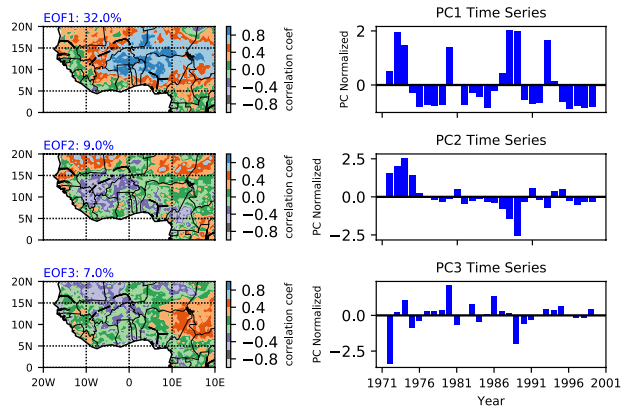 EOF1: 32.0%
20N
15N
10N
5N
0
0.8
0.4
0.0
−0.4
−0.8
correlation coef
PC1 Time Series
PC Normalized
2
0
EOF2: 9.0%
20N
15N
10N
5N
0
0.8
0.4
0.0
−0.4
−0.8
correlation coef
PC2 Time Series
PC Normalized
2.5
0.0
−2.5
EOF3: 7.0%
20N
15N
10N
5N
0
20W 10W 0 10E
0.8
0.4
0.0
−0.4
−0.8
correlation coef
PC3 Time Series
PC Normalized
0.0
−2.5
1971 1976 1981 1986 1991 1996 2001
Year